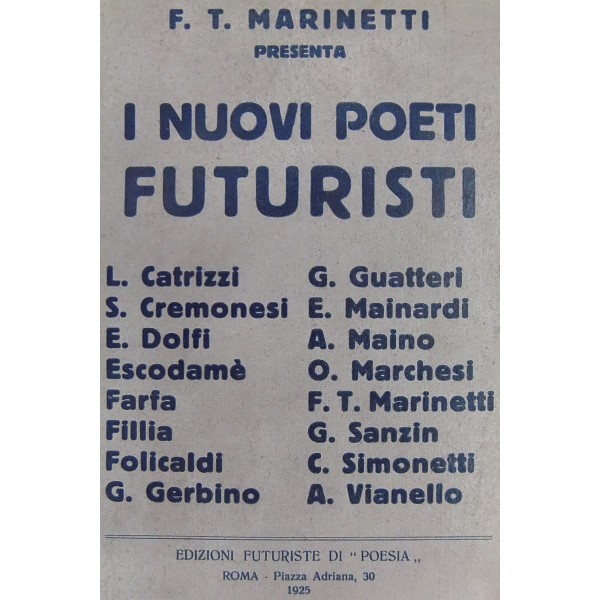 F. T. MARINETTI
PRESENTA
I NUOVI POETI
FUTURISTI
L. Catrizzi
S. Cremonesi
E. Dolfi
Escodamè
Farfa
Fillia
Folicaldi
G. Gerbino
G. Guatteri
E. Mainardi
A. Maino
O. Marchesi
F. T. Marinetti
G. Sanzin
C. Simonetti
A. Vianello
EDIZIONI FUTURISTE DI " POESIA „
ROMA - Piazza Adriana, 30
1925